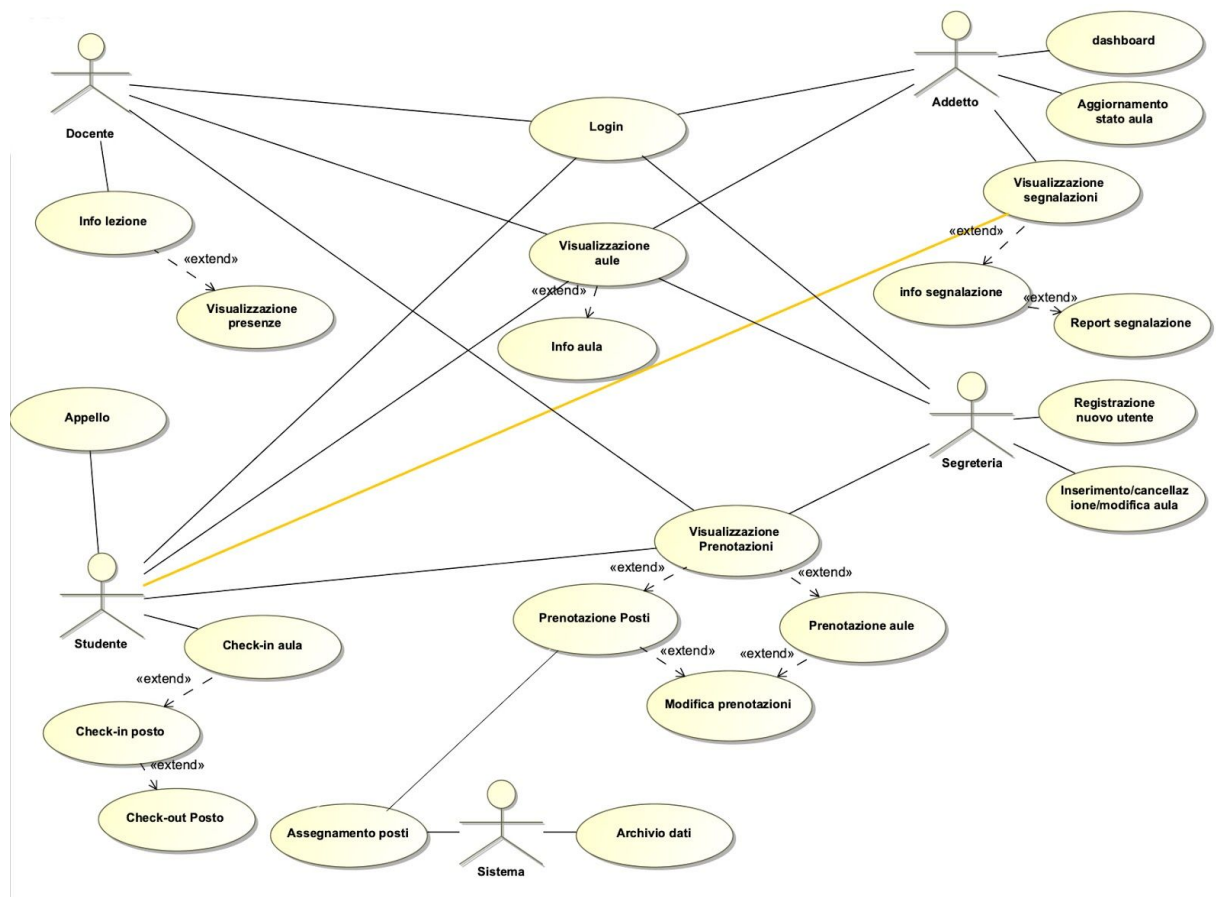 dashboard
Addetto
Aggiornamento
stato aula
Docente
Login
Visualizzazione
segnalazioni
Info lezione
«extend»
Visualizzazione
aule
«extend»
Visualizzazione
presenze
«extend»
Info aula
info segnalazione
«extend»
Report segnalazione
Appello
Registrazione
nuovo utente
Segreteria
Inserimento/cancellaz
ione/modifica aula
Visualizzazione
Prenotazioni
«extend»
«extend»
Studente
Check-in aula
Prenotazione Posti
Prenotazione aule
«extend»
«extend»
«extend»
Modifica prenotazioni
Check-in posto
«extend»
Check-out Posto
Assegnamento posti
Archivio dati
Sistema